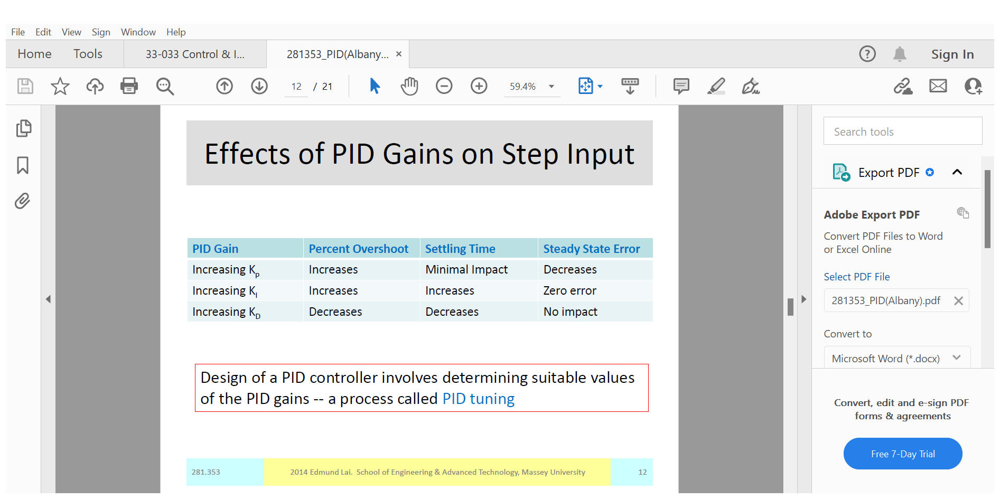 File Edit View Sign Window Help
Home Tools 33-033 Control & I... 281353_PID(Albany... × ? Sign In
12 / 21 59.4%
Effects of PID Gains on Step Input
PID Gain Percent Overshoot Settling Time Steady State Error
Increasing Kp Increases Minimal Impact Decreases
Increasing KI Increases Increases Zero error
Increasing KD Decreases Decreases No impact
Design of a PID controller involves determining suitable values
of the PID gains -- a process called PID tuning
281.353 2014 Edmund Lai. School of Engineering & Advanced Technology, Massey University 12
Search tools
Export PDF
Adobe Export PDF
Convert PDF Files to Word
or Excel Online
Select PDF File
281353_PID(Albany).pdf
Convert to
Microsoft Word (*.docx)
Convert, edit and e-sign PDF
forms & agreements
Free 7-Day Trial